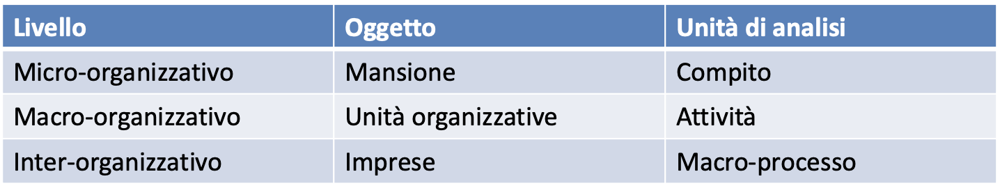 Livello Oggetto Unità di analisi
Micro-organizzativo Mansione Compito
Macro-organizzativo Unità organizzative Attività
Inter-organizzativo Imprese Macro-processo